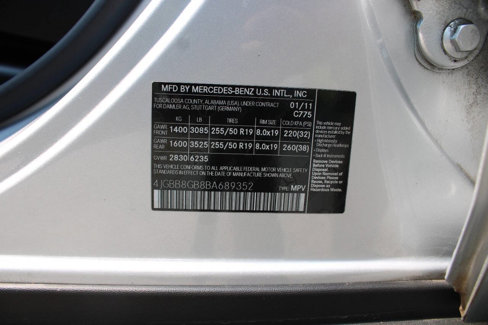 MFD BY MERCEDES-BENZ U.S. INTL., INC
TUSCALOOSA COUNTY, ALABAMA (USA) UNDER CONTRACT 01/11
FOR DAIMLER AG, STUTTGART (GERMANY) C775
KG LB TIRES RIM SIZE COLD KPA (PSI)
GAWR FRONT 1400 3085 255/50 R19 8.0x19 220(32)
GAWR REAR 1600 3525 255/50 R19 8.0x19 260(38)
GVWR 2830 6235
THIS VEHICLE CONFORMS TO ALL APPLICABLE FEDERAL MOTOR VEHICLE
SAFETY STANDARDS IN EFFECT ON THE DATE OF MANUFACTURE SHOWN ABOVE.
4JGBB8GB8BA689352
TYPE: MPV